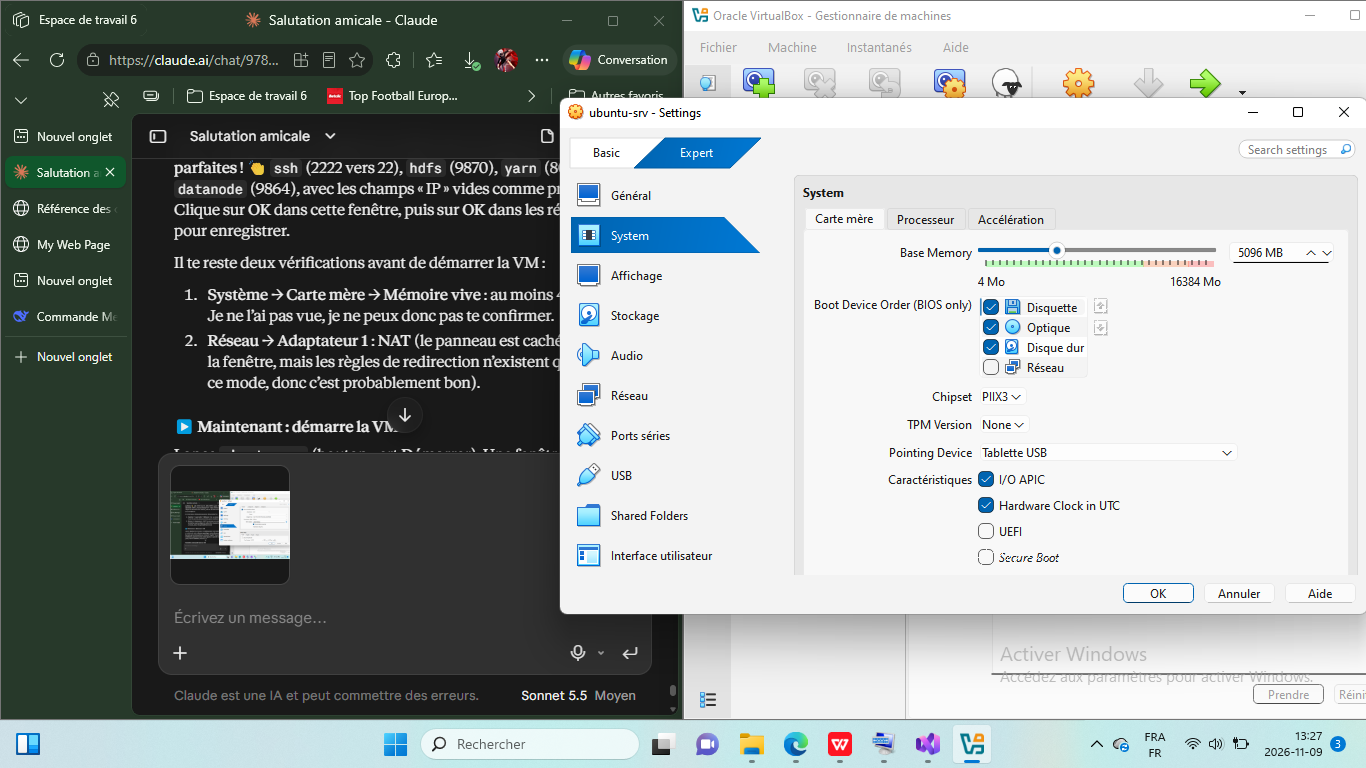 Espace de travail 6
Salutation amicale - Claude
https://claude.ai/chat/978...
Conversation
Espace de travail 6
Top Football Europ...
Autres favoris
Nouvel onglet
Salutation a
Référence des
My Web Page
Nouvel onglet
Commande Me
Nouvel onglet
Salutation amicale
parfaites ! 👏 ssh (2222 vers 22), hdfs (9870), yarn (80
datanode (9864), avec les champs « IP » vides comme pr
Clique sur OK dans cette fenêtre, puis sur OK dans les ré
pour enregistrer.
Il te reste deux vérifications avant de démarrer la VM :
1. Système → Carte mère → Mémoire vive : au moins 4
Je ne l'ai pas vue, je ne peux donc pas te confirmer.
2. Réseau → Adaptateur 1 : NAT (le panneau est caché
la fenêtre, mais les règles de redirection n'existent q
ce mode, donc c'est probablement bon).
▶ Maintenant : démarre la VM
Écrivez un message...
Claude est une IA et peut commettre des erreurs.
Sonnet 5.5 Moyen
Oracle VirtualBox - Gestionnaire de machines
Fichier Machine Instantanés Aide
ubuntu-srv - Settings
Basic Expert
Search settings
Général
System
Affichage
Stockage
Audio
Réseau
Ports séries
USB
Shared Folders
Interface utilisateur
System
Carte mère Processeur Accélération
Base Memory 5096 MB
4 Mo 16384 Mo
Boot Device Order (BIOS only) Disquette
Optique
Disque dur
Réseau
Chipset PIIX3
TPM Version None
Pointing Device Tablette USB
Caractéristiques I/O APIC
Hardware Clock in UTC
UEFI
Secure Boot
OK Annuler Aide
Activer Windows
Accédez aux paramètres pour activer Windows.
Prendre Réini
Rechercher
FRA
FR
13:27
2026-11-09
3